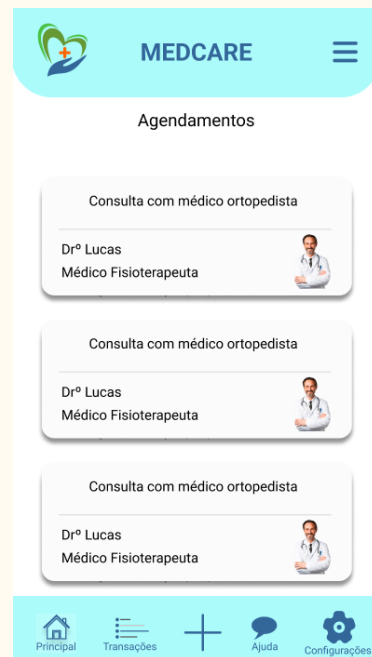 MEDCARE
Agendamentos
Consulta com médico ortopedista
Drº Lucas
Médico Fisioterapeuta
Consulta com médico ortopedista
Drº Lucas
Médico Fisioterapeuta
Consulta com médico ortopedista
Drº Lucas
Médico Fisioterapeuta
Principal Transações Ajuda Configurações